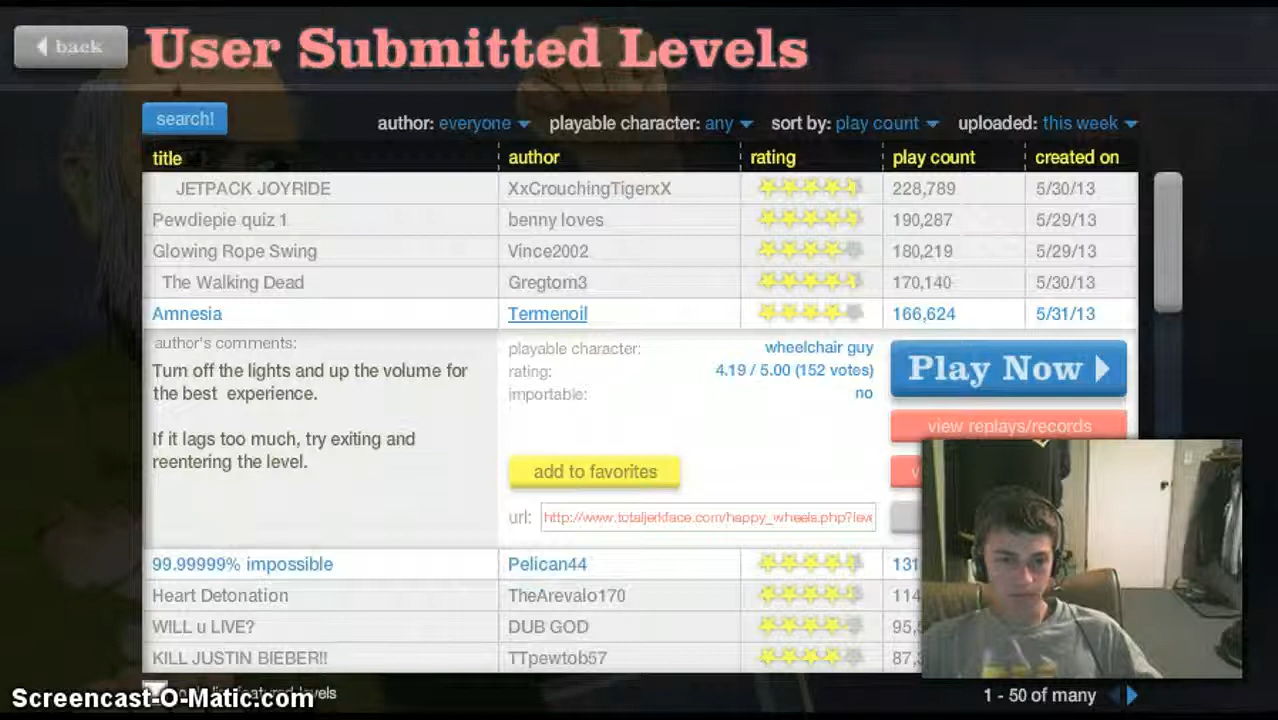 back
User Submitted Levels
search!
author: everyone
playable character: any
sort by: play count
uploaded: this week
title author rating play count created on
JETPACK JOYRIDE XxCrouchingTigerxX 228,789 5/30/13
Pewdiepie quiz 1 benny loves 190,287 5/29/13
Glowing Rope Swing Vince2002 180,219 5/29/13
The Walking Dead Gregtom3 170,140 5/30/13
Amnesia Termenoil 166,624 5/31/13
author's comments:
Turn off the lights and up the volume for
the best experience.
If it lags too much, try exiting and
reentering the level.
playable character: wheelchair guy
rating: 4.19 / 5.00 (152 votes)
importable: no
add to favorites
url: http://www.totaljerkface.com/happy_wheels.php?lev
Play Now
view replays/records
99.99999% impossible Pelican44 131
Heart Detonation TheArevalo170 114
WILL u LIVE? DUB GOD 95,
KILL JUSTIN BIEBER!! TTpewtob57 87,3
levels
1 - 50 of many
Screencast-O-Matic.com